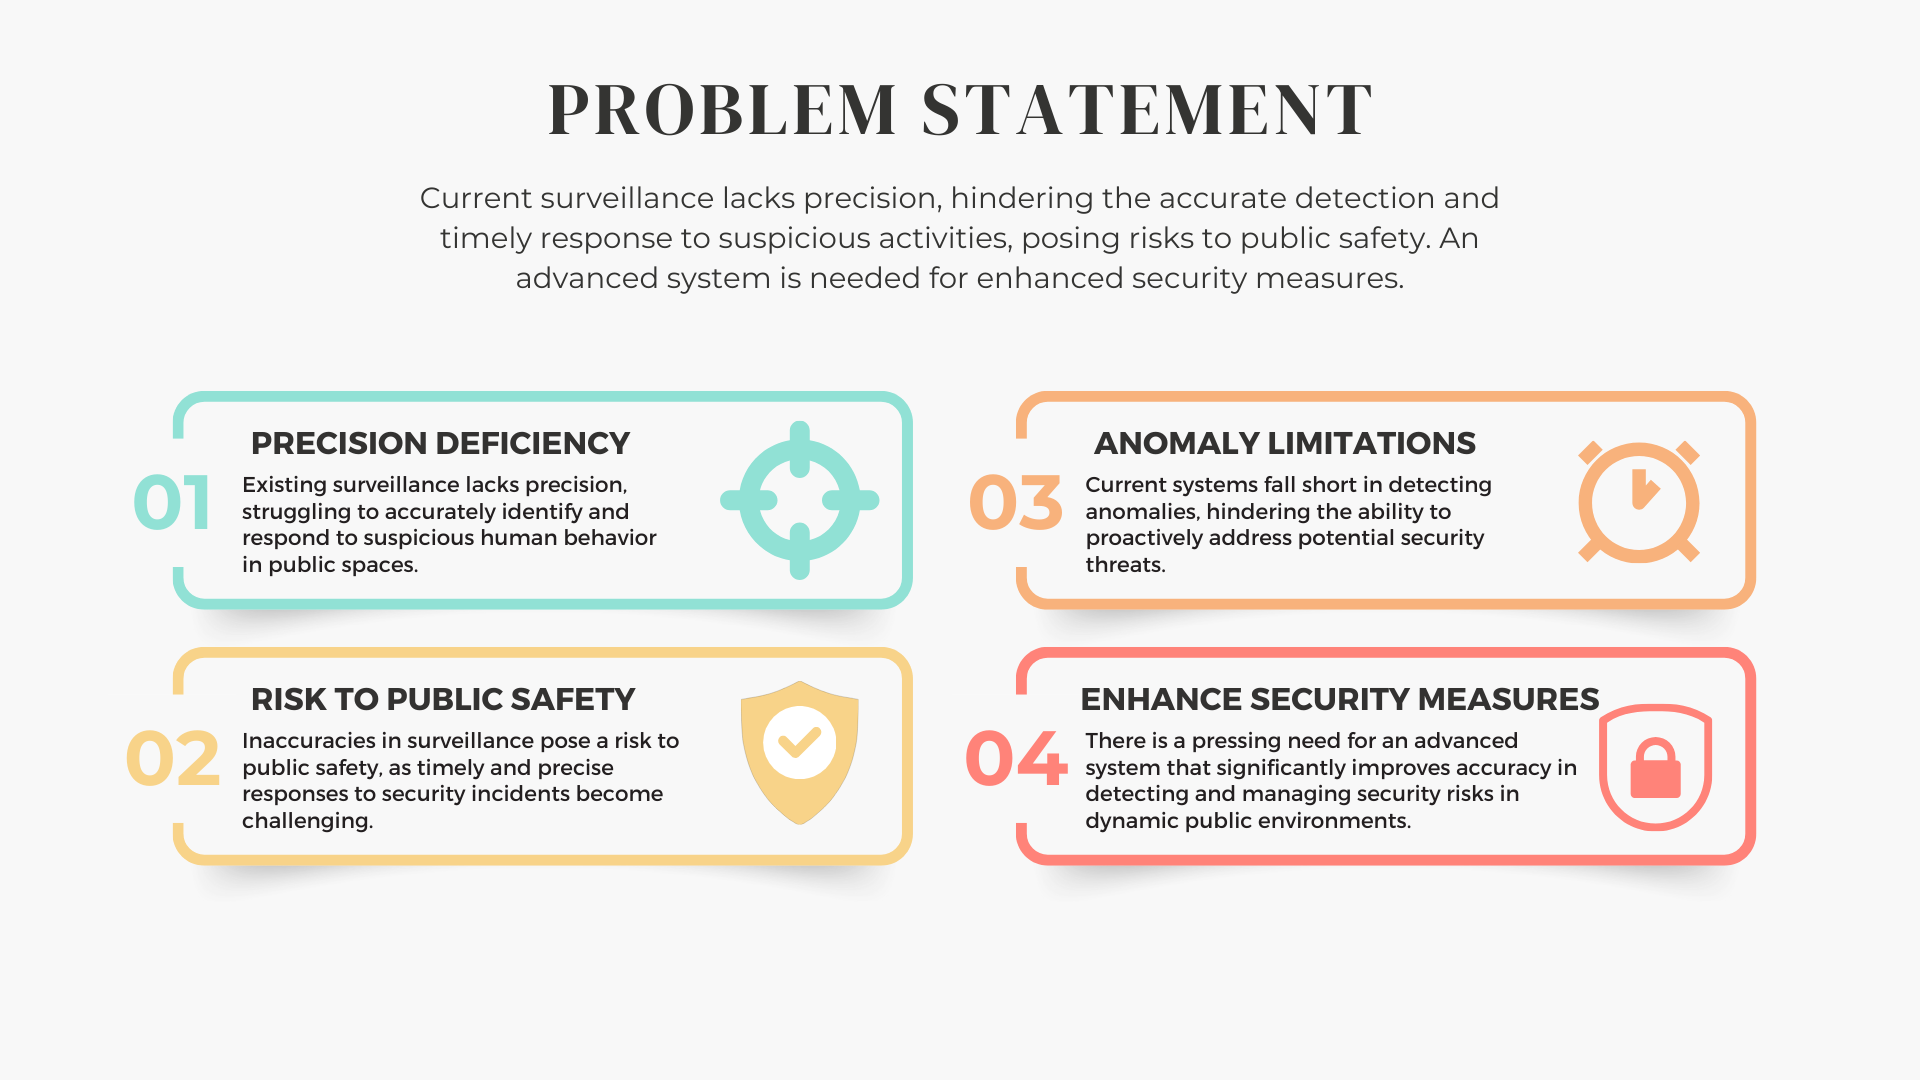 PROBLEM STATEMENT
Current surveillance lacks precision, hindering the accurate detection and
timely response to suspicious activities, posing risks to public safety. An
advanced system is needed for enhanced security measures.
01
PRECISION DEFICIENCY
Existing surveillance lacks precision,
struggling to accurately identify and
respond to suspicious human behavior
in public spaces.
02
RISK TO PUBLIC SAFETY
Inaccuracies in surveillance pose a risk to
public safety, as timely and precise
responses to security incidents become
challenging.
03
ANOMALY LIMITATIONS
Current systems fall short in detecting
anomalies, hindering the ability to
proactively address potential security
threats.
04
ENHANCE SECURITY MEASURES
There is a pressing need for an advanced
system that significantly improves accuracy in
detecting and managing security risks in
dynamic public environments.